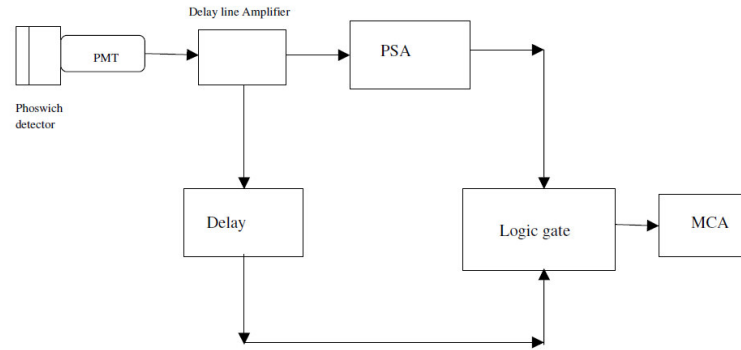 Delay line Amplifier
PMT
PSA
Phoswich
detector
Delay
Logic gate
MCA